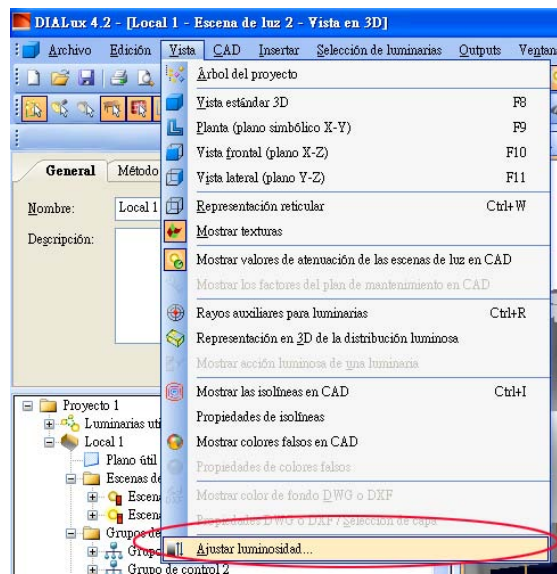 DIALux 4.2 - [Local 1 - Escena de luz 2 - Vista en 3D]
Archivo Edición Vista CAD Insertar Selección de luminarias Outputs
Árbol del proyecto
Vista estándar 3D F8
Planta (plano simbólico X-Y) F9
Vista frontal (plano X-Z) F10
Vista lateral (plano Y-Z) F11
General Método
Nombre: Local 1
Representación reticular Ctrl+W
Mostrar texturas
Descripción:
Mostrar valores de atenuación de las escenas de luz en CAD
Mostrar los factores del plan de mantenimiento en CAD
Rayos auxiliares para luminarias Ctrl+R
Representación en 3D de la distribución luminosa
Mostrar acción luminosa de una luminaria
Mostrar las isolíneas en CAD Ctrl+I
Propiedades de isolíneas
Mostrar colores falsos en CAD
Propiedades de colores falsos
Mostrar color de fondo DWG o DXF
Propiedades DWG o DXF / Selección de capa
Ajustar luminosidad...
Proyecto 1
Luminarias uti
Local 1
Plano útil
Escenas de
Escen
Escen
Grupos de
Grupo
Grupo de control 2